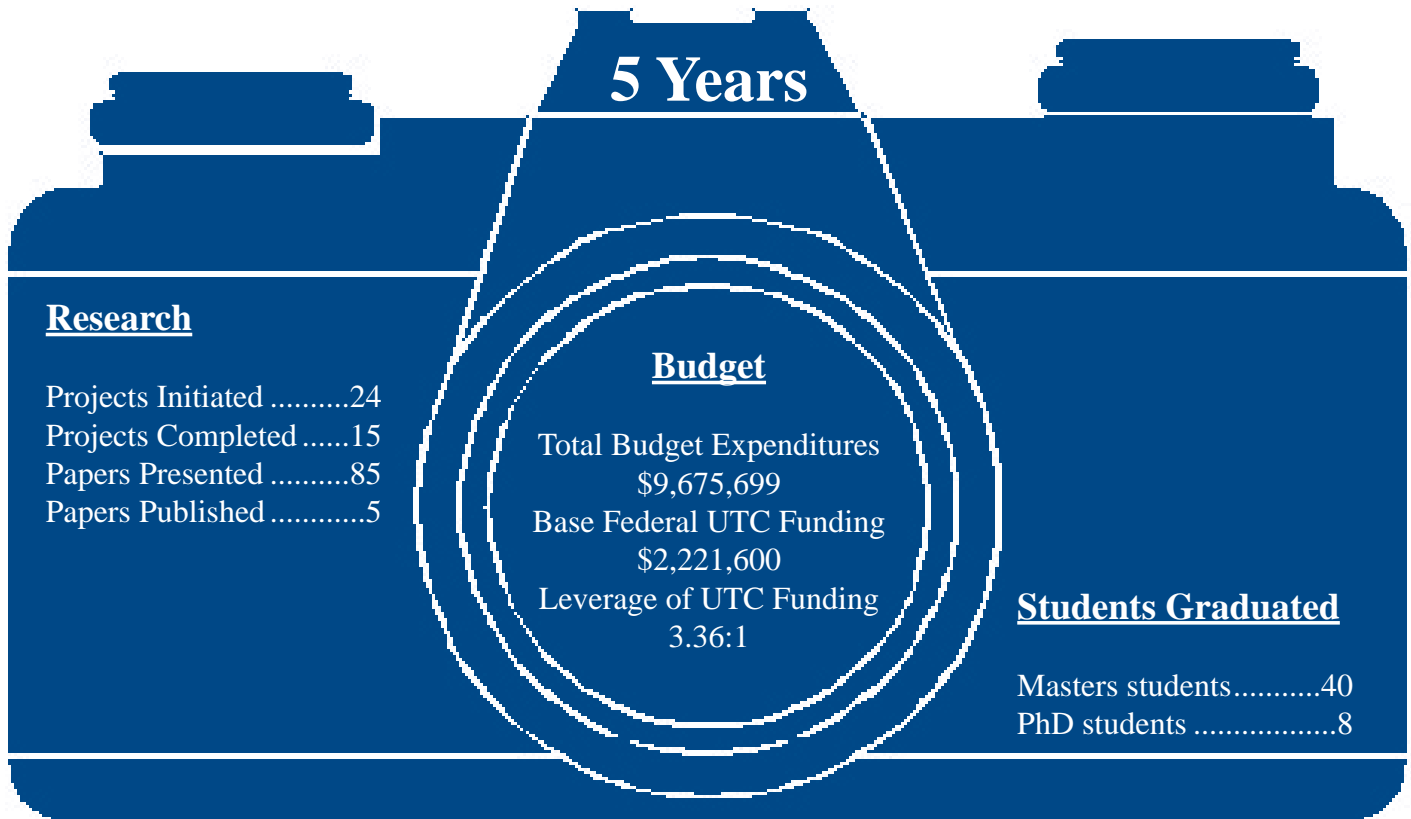 5 Years
Research
Projects Initiated ..........24
Projects Completed ......15
Papers Presented ..........85
Papers Published ............5
Budget
Total Budget Expenditures
$9,675,699
Base Federal UTC Funding
$2,221,600
Leverage of UTC Funding
3.36:1
Students Graduated
Masters students...........40
PhD students ..................8